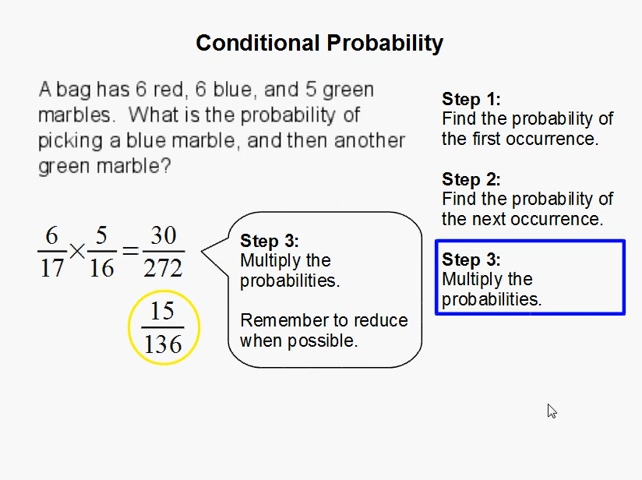 Conditional Probability
A bag has 6 red, 6 blue, and 5 green
marbles.  What is the probability of
picking a blue marble, and then another
green marble?
6/17 × 5/16 = 30/272
15/136
Step 3:
Multiply the
probabilities.
Remember to reduce
when possible.
Step 1:
Find the probability of
the first occurrence.
Step 2:
Find the probability of
the next occurrence.
Step 3:
Multiply the
probabilities.